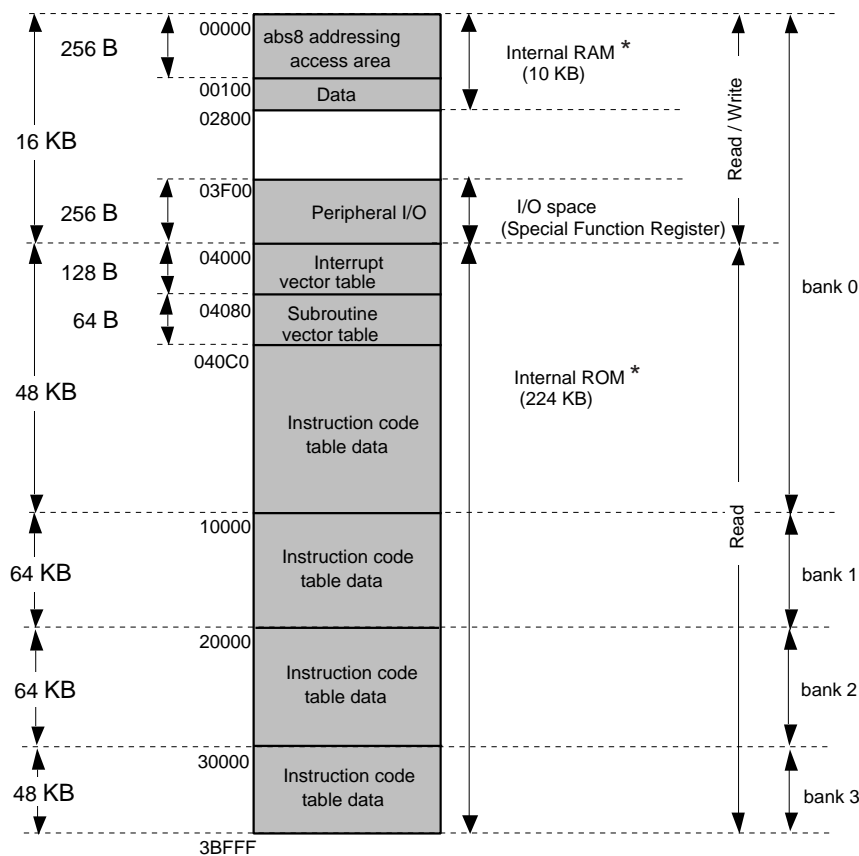 00000
abs8 addressing
access area
256 B
Internal RAM *
(10 KB)
00100
Data
02800
16 KB
Read / Write
03F00
Peripheral I/O
256 B
I/O space
(Special Function Register)
04000
Interrupt
vector table
128 B
bank 0
04080
Subroutine
vector table
64 B
040C0
48 KB
Internal ROM *
(224 KB)
Instruction code
table data
Read
10000
Instruction code
table data
64 KB
bank 1
20000
Instruction code
table data
64 KB
bank 2
30000
Instruction code
table data
48 KB
bank 3
3BFFF